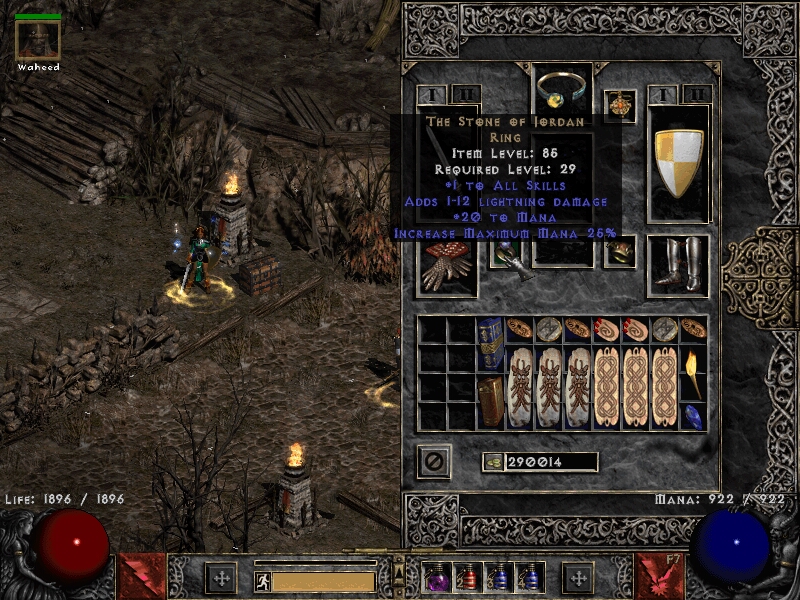 Waheed
I
II
I
II
The Stone of Jordan
Ring
Item Level: 85
Required Level: 29
+1 to All Skills
Adds 1-12 lightning damage
+20 to Mana
Increase Maximum Mana 25%
290014
Life: 1896 / 1896
Mana: 922 / 922
F7